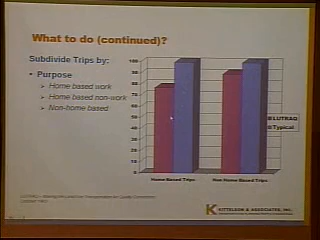 What to do (continued)?
Subdivide Trips by:
• Purpose
➢ Home based work
➢ Home based non-work
➢ Non-home based
100
90
80
70
60
50
40
30
20
10
0
Home Based Trips
Non Home Based Trips
LUTRAQ
Typical
KITTELSON & ASSOCIATES, INC.